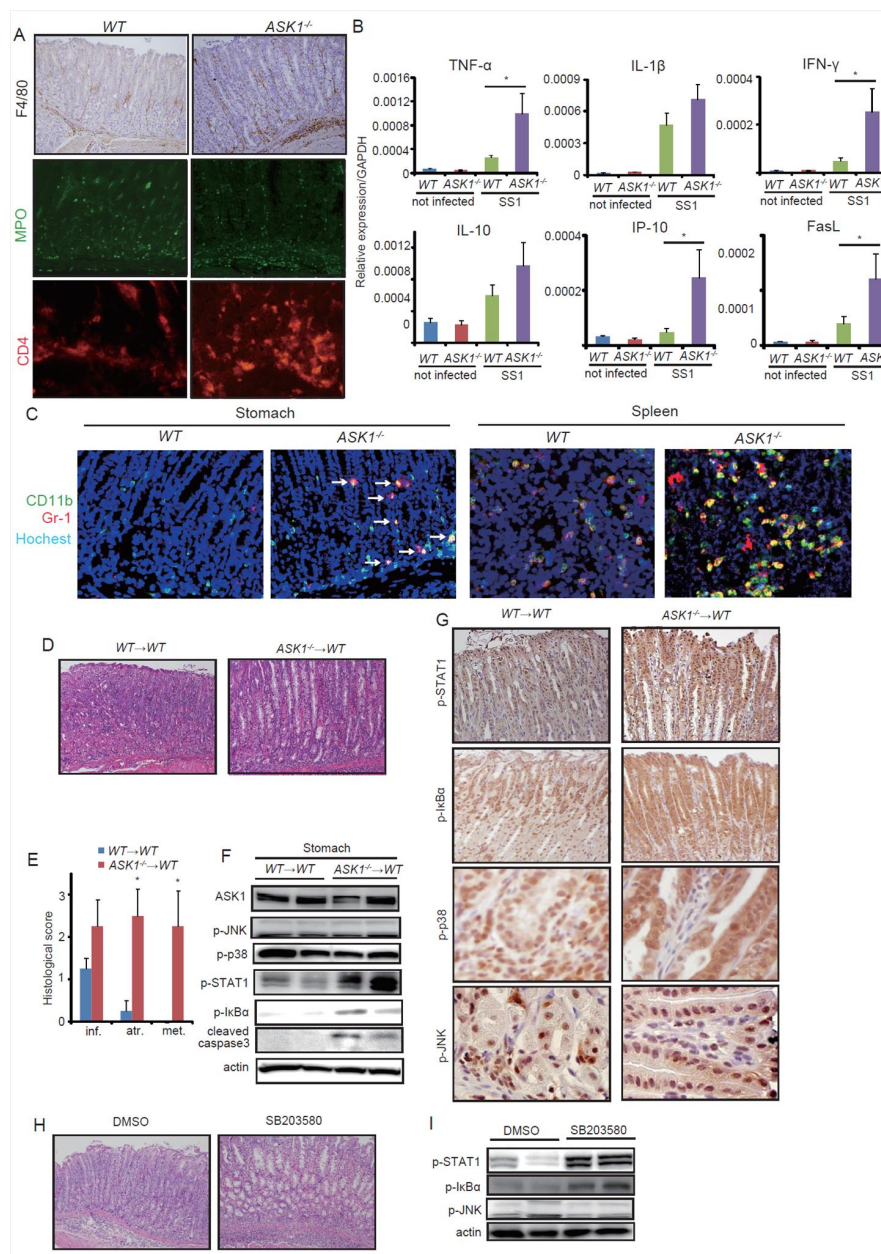 A
WT
ASK1-/-
F4/80
MPO
CD4
B
Relative expression/GAPDH
TNF-α
0.0016
0.0012
0.0008
0.0004
0
*
WT ASK1-/- WT ASK1-/-
not infected SS1
IL-1β
0.0009
0.0006
0.0003
0
WT ASK1-/- WT ASK1-/-
not infected SS1
IFN-γ
0.0004
0.0002
0
*
WT ASK1-/- WT ASK1-/-
not infected SS1
IL-10
0.0012
0.0008
0.0004
0
WT ASK1-/- WT ASK1-/-
not infected SS1
IP-10
0.0004
0.0002
0
*
WT ASK1-/- WT ASK1-/-
not infected SS1
FasL
0.0002
0.0001
0
*
WT ASK1-/- WT ASK1-/-
not infected SS1
C
Stomach
Spleen
WT
ASK1-/-
WT
ASK1-/-
CD11b
Gr-1
Hochest
D
WT→WT
ASK1-/-→WT
E
WT→WT
ASK1-/-→WT
Histological score
3
2
1
0
* *
inf. atr. met.
F
Stomach
WT→WT ASK1-/-→WT
ASK1
p-JNK
p-p38
p-STAT1
p-IκBα
cleaved
caspase3
actin
G
WT→WT
ASK1-/-→WT
p-STAT1
p-IκBα
p-p38
p-JNK
H
DMSO
SB203580
I
DMSO SB203580
p-STAT1
p-IκBα
p-JNK
actin